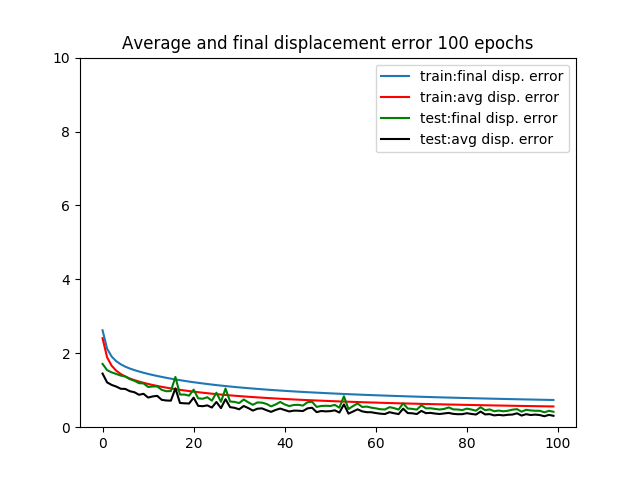 Average and final displacement error 100 epochs
10
8
6
4
2
0
train:final disp. error
train:avg disp. error
test:final disp. error
test:avg disp. error
0 20 40 60 80 100